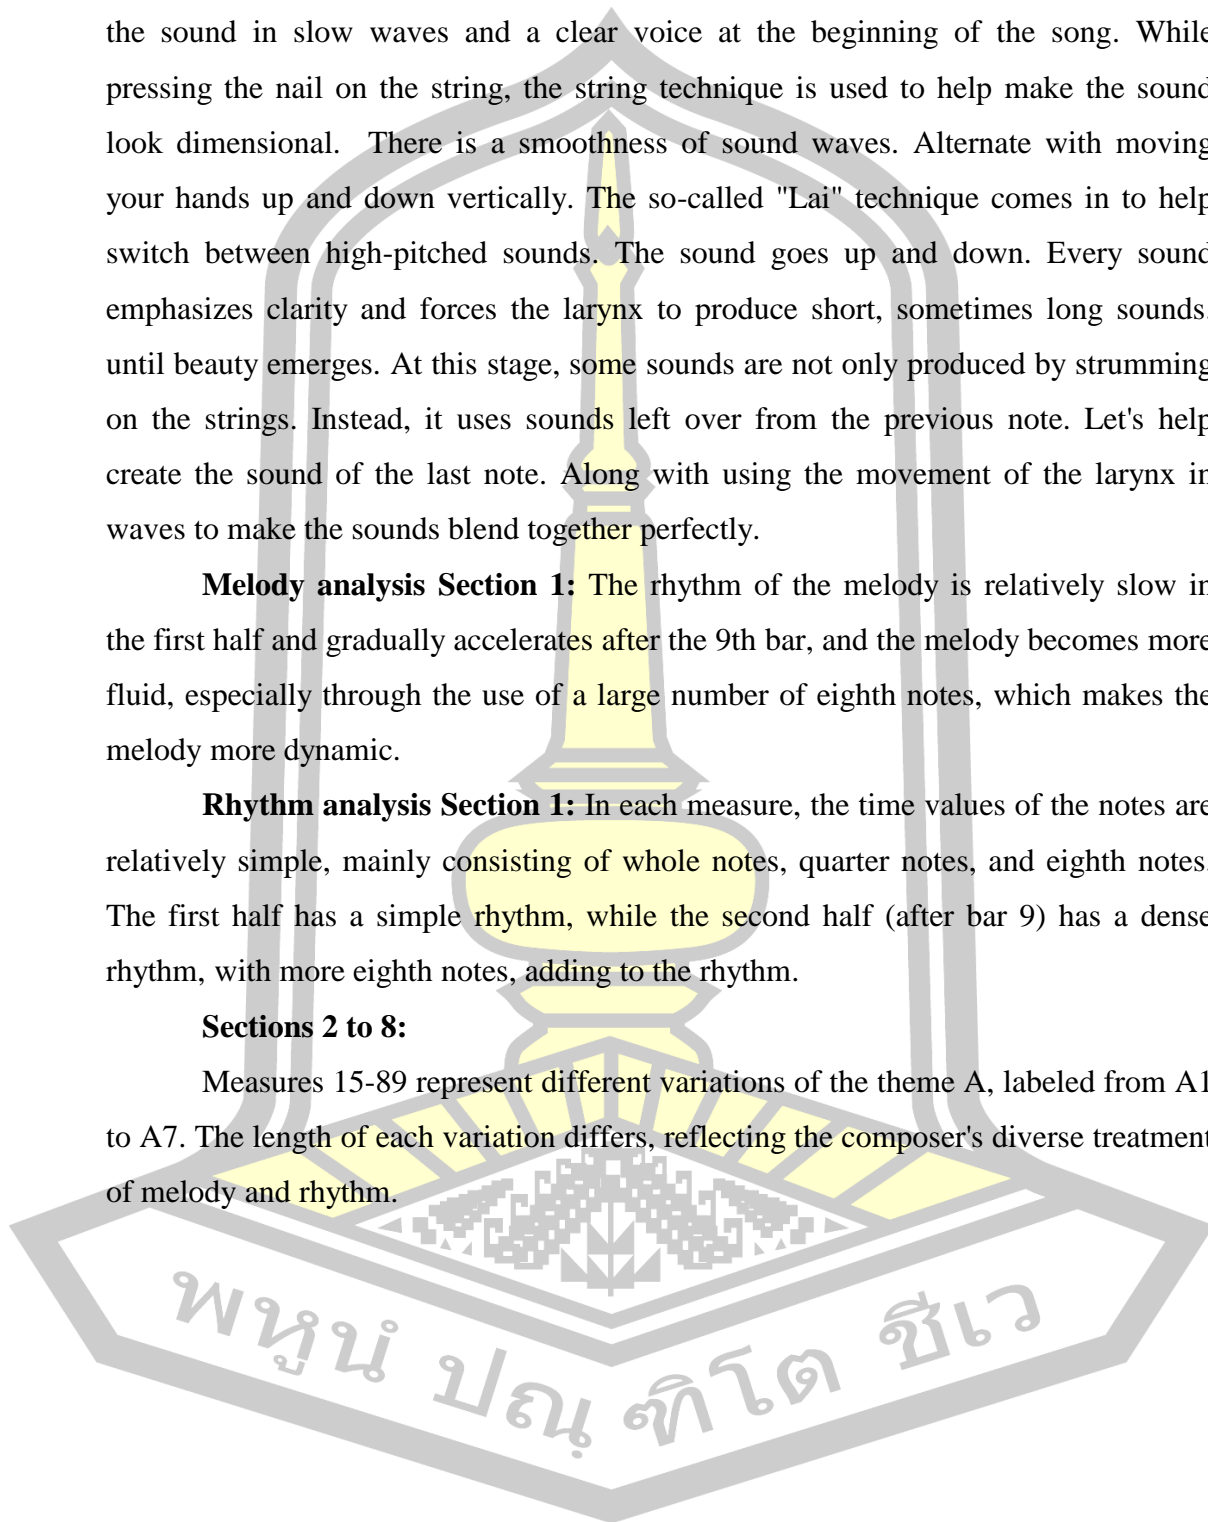 the sound in slow waves and a clear voice at the beginning of the song. While
pressing the nail on the string, the string technique is used to help make the sound
look dimensional. There is a smoothness of sound waves. Alternate with moving
your hands up and down vertically. The so-called "Lai" technique comes in to help
switch between high-pitched sounds. The sound goes up and down. Every sound
emphasizes clarity and forces the larynx to produce short, sometimes long sounds,
until beauty emerges. At this stage, some sounds are not only produced by strumming
on the strings. Instead, it uses sounds left over from the previous note. Let's help
create the sound of the last note. Along with using the movement of the larynx in
waves to make the sounds blend together perfectly.
Melody analysis Section 1: The rhythm of the melody is relatively slow in
the first half and gradually accelerates after the 9th bar, and the melody becomes more
fluid, especially through the use of a large number of eighth notes, which makes the
melody more dynamic.
Rhythm analysis Section 1: In each measure, the time values of the notes are
relatively simple, mainly consisting of whole notes, quarter notes, and eighth notes.
The first half has a simple rhythm, while the second half (after bar 9) has a dense
rhythm, with more eighth notes, adding to the rhythm.
Sections 2 to 8:
Measures 15-89 represent different variations of the theme A, labeled from A1
to A7. The length of each variation differs, reflecting the composer's diverse treatment
of melody and rhythm.
พหูนํ ปณฺฑิโต ชีเว